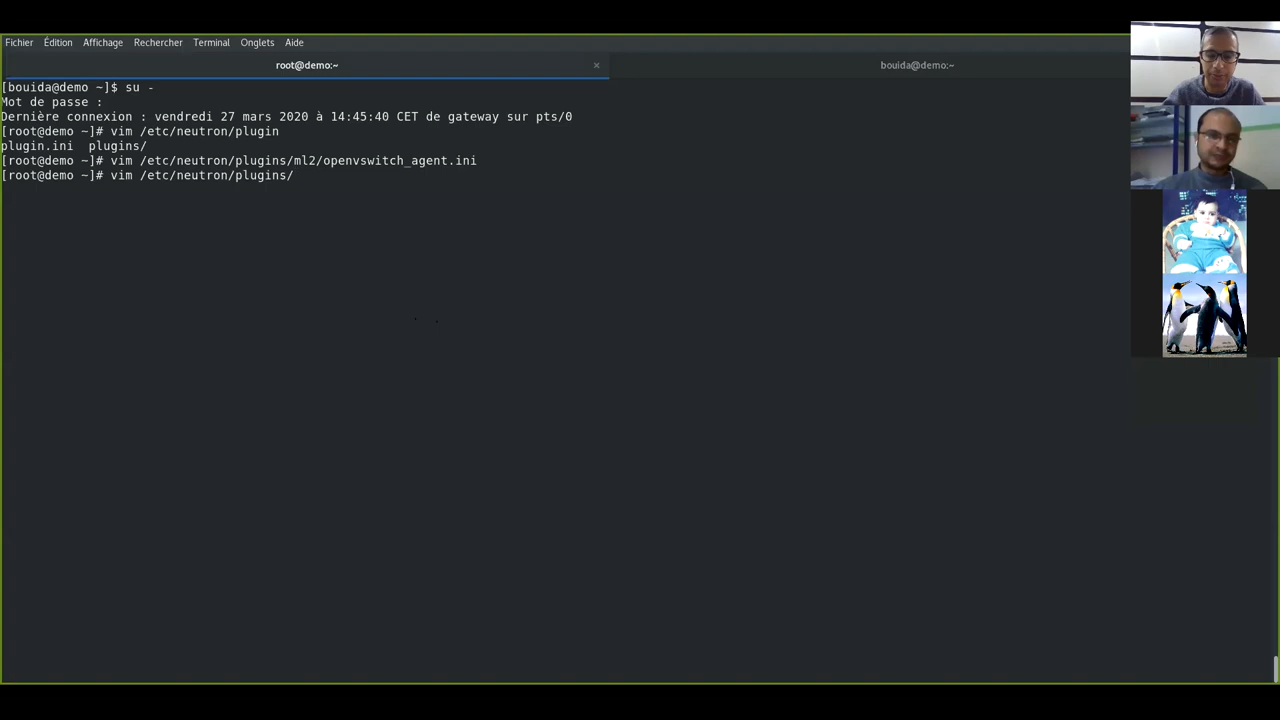 Fichier Édition Affichage Rechercher Terminal Onglets Aide
root@demo:~ × bouida@demo:~
[bouida@demo ~]$ su -
Mot de passe :
Dernière connexion : vendredi 27 mars 2020 à 14:45:40 CET de gateway sur pts/0
[root@demo ~]# vim /etc/neutron/plugin
plugin.ini  plugins/
[root@demo ~]# vim /etc/neutron/plugins/ml2/openvswitch_agent.ini
[root@demo ~]# vim /etc/neutron/plugins/